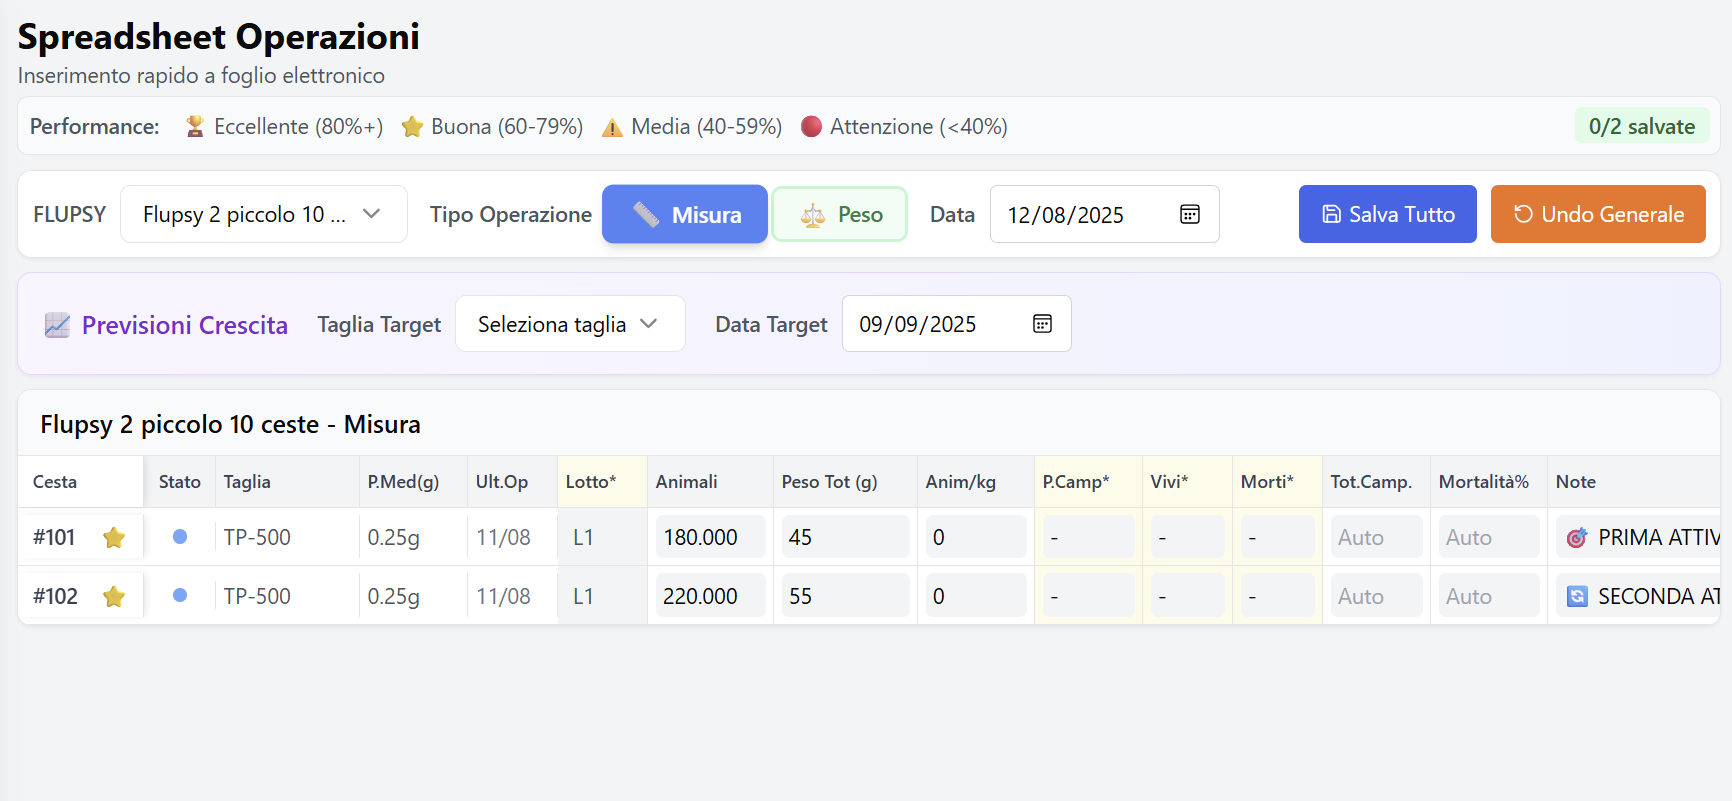 Spreadsheet Operazioni
Inserimento rapido a foglio elettronico
Performance: Eccellente (80%+) Buona (60-79%) Media (40-59%) Attenzione (<40%) 0/2 salvate
FLUPSY Flupsy 2 piccolo 10 ... Tipo Operazione Misura Peso Data 12/08/2025 Salva Tutto Undo Generale
Previsioni Crescita Taglia Target Seleziona taglia Data Target 09/09/2025
Flupsy 2 piccolo 10 ceste - Misura
Cesta Stato Taglia P.Med(g) Ult.Op Lotto* Animali Peso Tot (g) Anim/kg P.Camp* Vivi* Morti* Tot.Camp. Mortalità% Note
#101 TP-500 0.25g 11/08 L1 180.000 45 0 - - - Auto Auto PRIMA ATTIV
#102 TP-500 0.25g 11/08 L1 220.000 55 0 - - - Auto Auto SECONDA AT